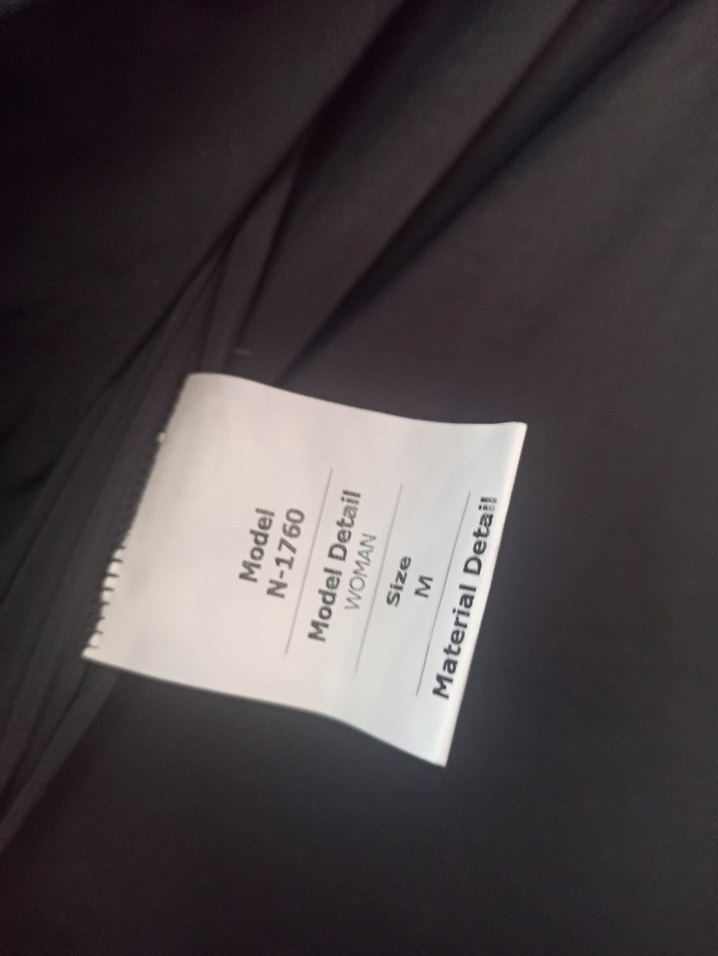 Model
N-1760
Model Detail
WOMAN
Size
M
Material Detail